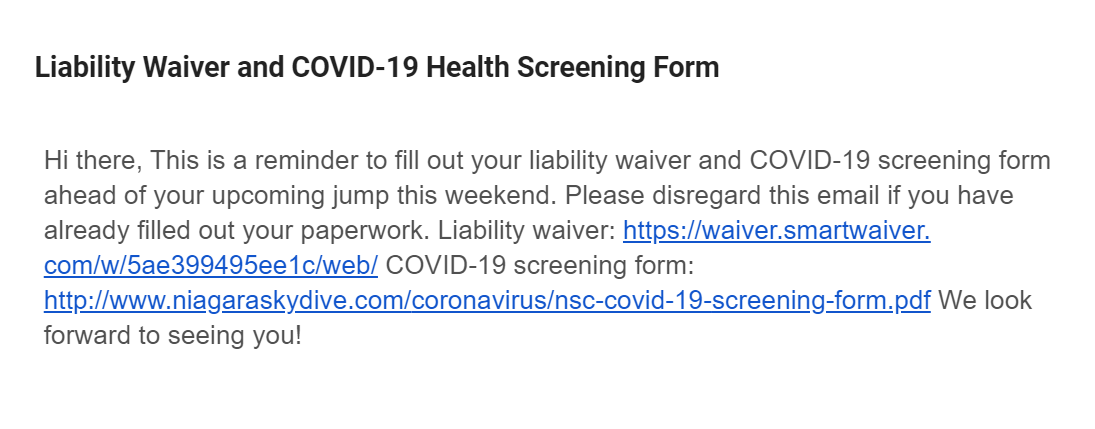 Liability Waiver and COVID-19 Health Screening Form
Hi there, This is a reminder to fill out your liability waiver and COVID-19 screening form
ahead of your upcoming jump this weekend. Please disregard this email if you have
already filled out your paperwork. Liability waiver: https://waiver.smartwaiver.
com/w/5ae399495ee1c/web/ COVID-19 screening form:
http://www.niagaraskydive.com/coronavirus/nsc-covid-19-screening-form.pdf We look
forward to seeing you!